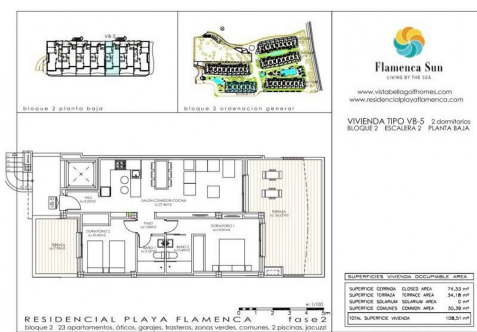 VB-5
bloque 2 planta baja
bloque 2 ordenacion general
Flamenca Sun
LIVING BY THE SEA
www.vistabellagolfhomes.com
www.residencialplayaflamenca.com
VIVIENDA TIPO VB-5 2 dormitorios
BLOQUE 2 ESCALERA 2 PLANTA BAJA
SALON-COMEDOR-COCINA
TERRAZA
DORMITORIO 2
PASO
DORMITORIO 1
TERRAZA
BAÑO 2
e: 1/100
RESIDENCIAL PLAYA FLAMENCA fase2
bloque 2 23 apartamentos, áticos, garajes, trasteros, zonas verdes, comunes, 2 piscinas, jacuzzi
SUPERFICIES VIVIENDA OCCUPIABLE AREA
SUPERFICIE CERRADA CLOSED AREA 74,33 m²
SUPERFICIE TERRAZA TERRACE AREA 34,18 m²
SUPERFICIE SOLARIUM SOLARIUM AREA 0 m²
SUPERFICIE COMUNES COMMON AREA 30,39 m²
TOTAL SUPERFICIE VIVIENDA 108,51 m²